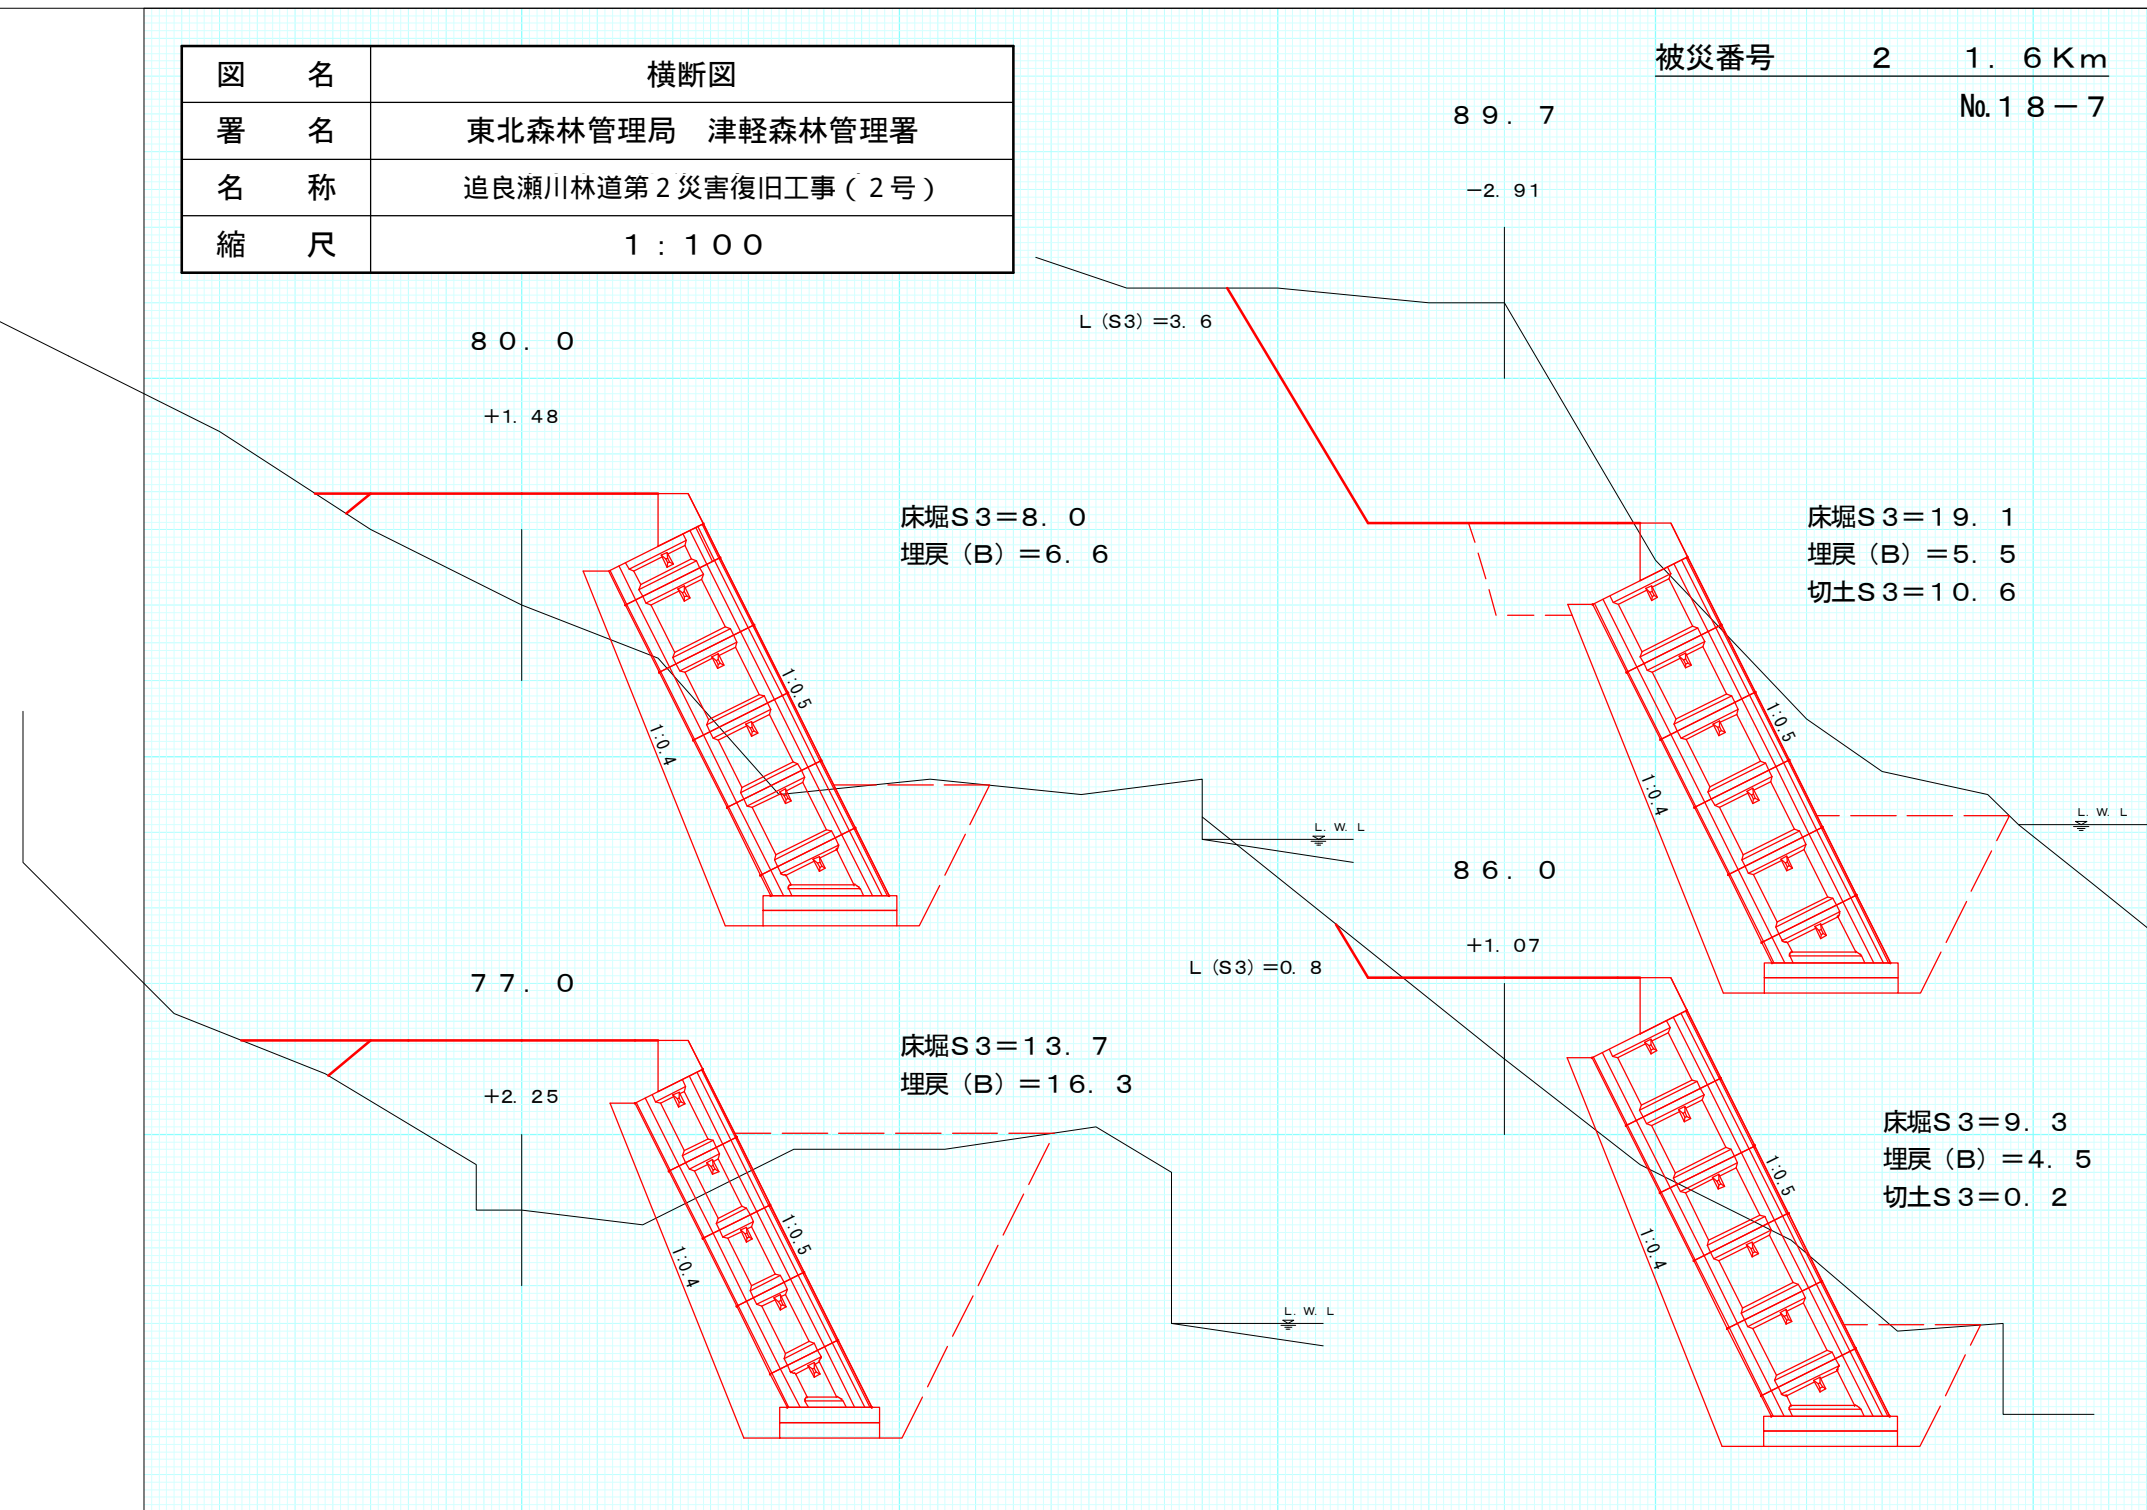 図　名　横断図
署　名　東北森林管理局　津軽森林管理署
名　称　追良瀬川林道第2災害復旧工事(2号)
縮　尺　1:100
被災番号　2　1.6Km
№18-7
89.7
-2.91
L(S3)=3.6
床堀S3=19.1
埋戻(B)=5.5
切土S3=10.6
1:0.5
1:0.4
L.W.L
80.0
+1.48
床堀S3=8.0
埋戻(B)=6.6
1:0.5
1:0.4
L.W.L
86.0
+1.07
L(S3)=0.8
床堀S3=9.3
埋戻(B)=4.5
切土S3=0.2
1:0.5
1:0.4
77.0
+2.25
床堀S3=13.7
埋戻(B)=16.3
1:0.5
1:0.4
L.W.L